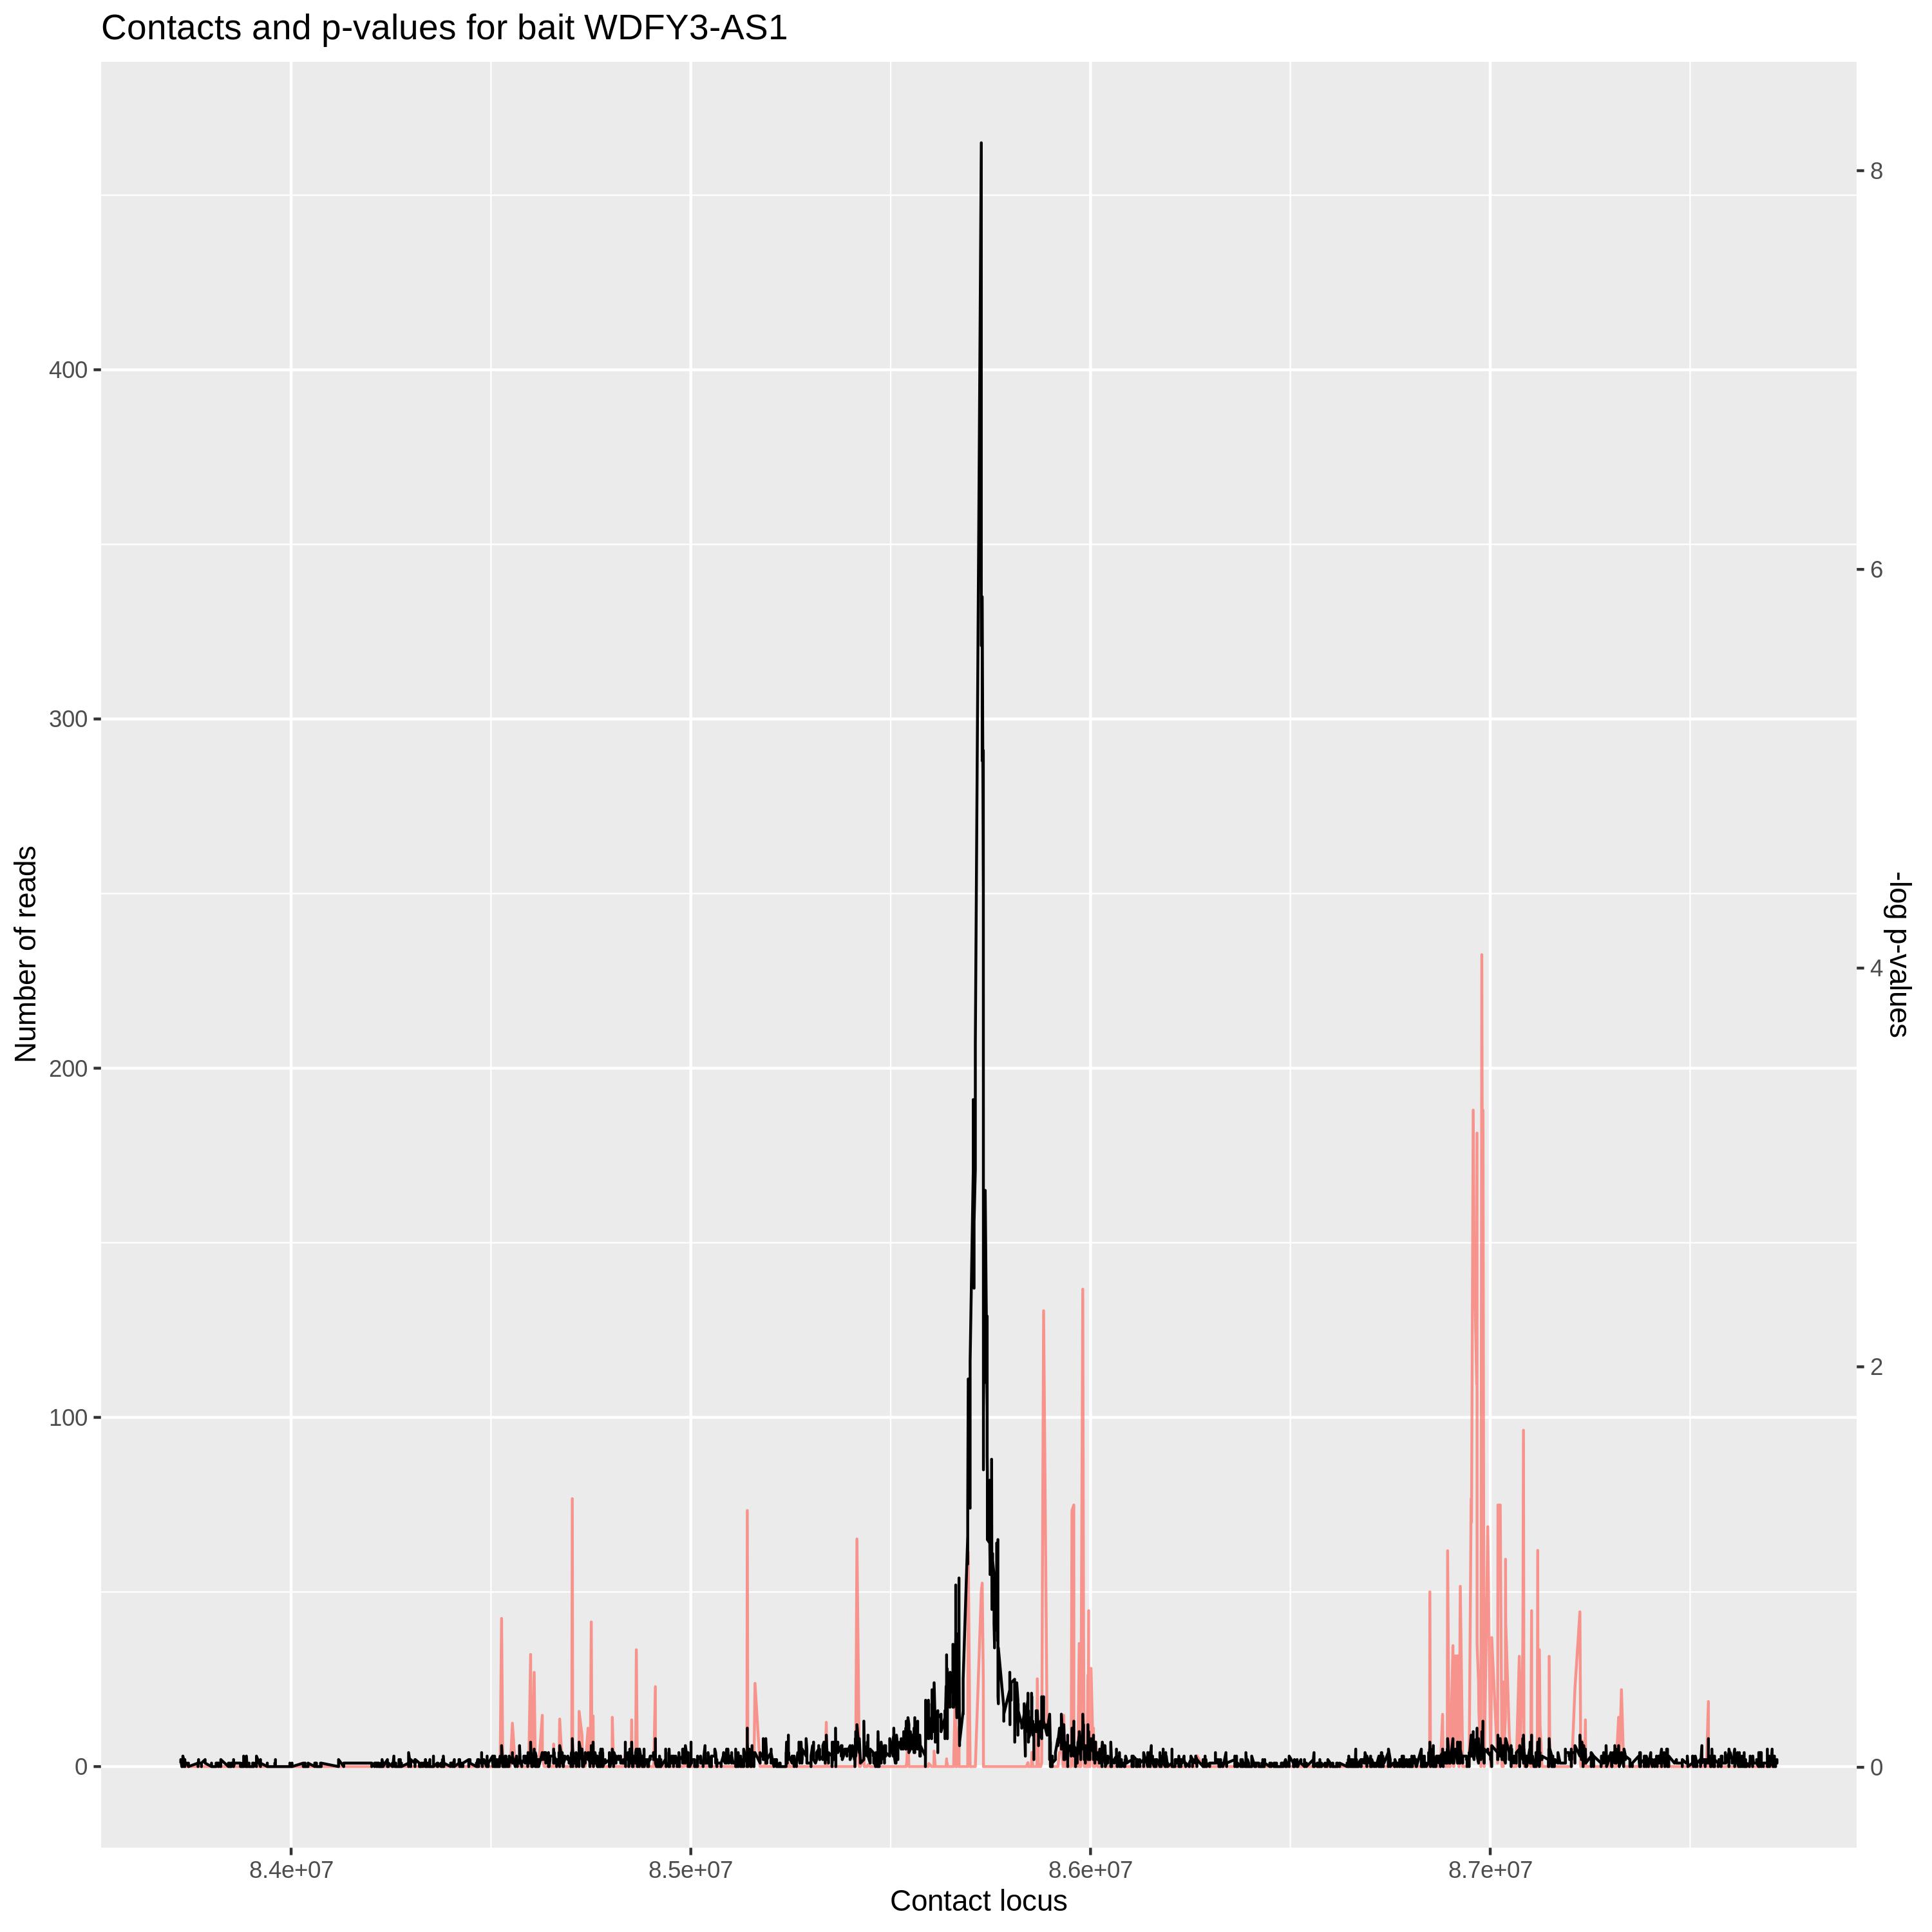 Contacts and p-values for bait WDFY3-AS1
Number of reads
400
300
200
100
0
8
6
4
2
0
-log p-values
8.4e+07
8.5e+07
8.6e+07
8.7e+07
Contact locus